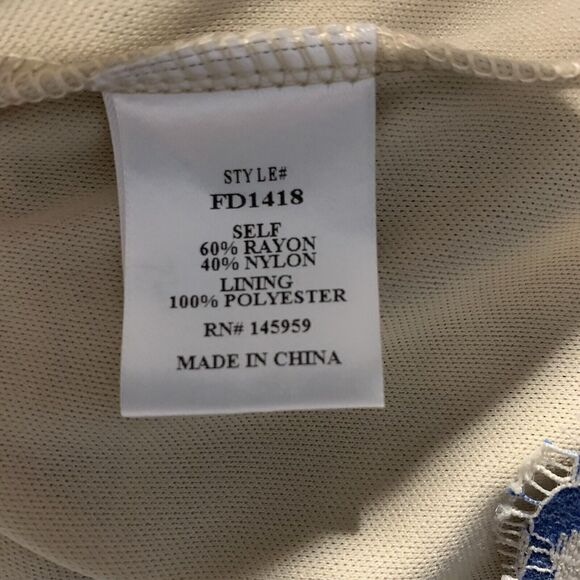 STYLE#
FD1418
SELF
60% RAYON
40% NYLON
LINING
100% POLYESTER
RN# 145959
MADE IN CHINA